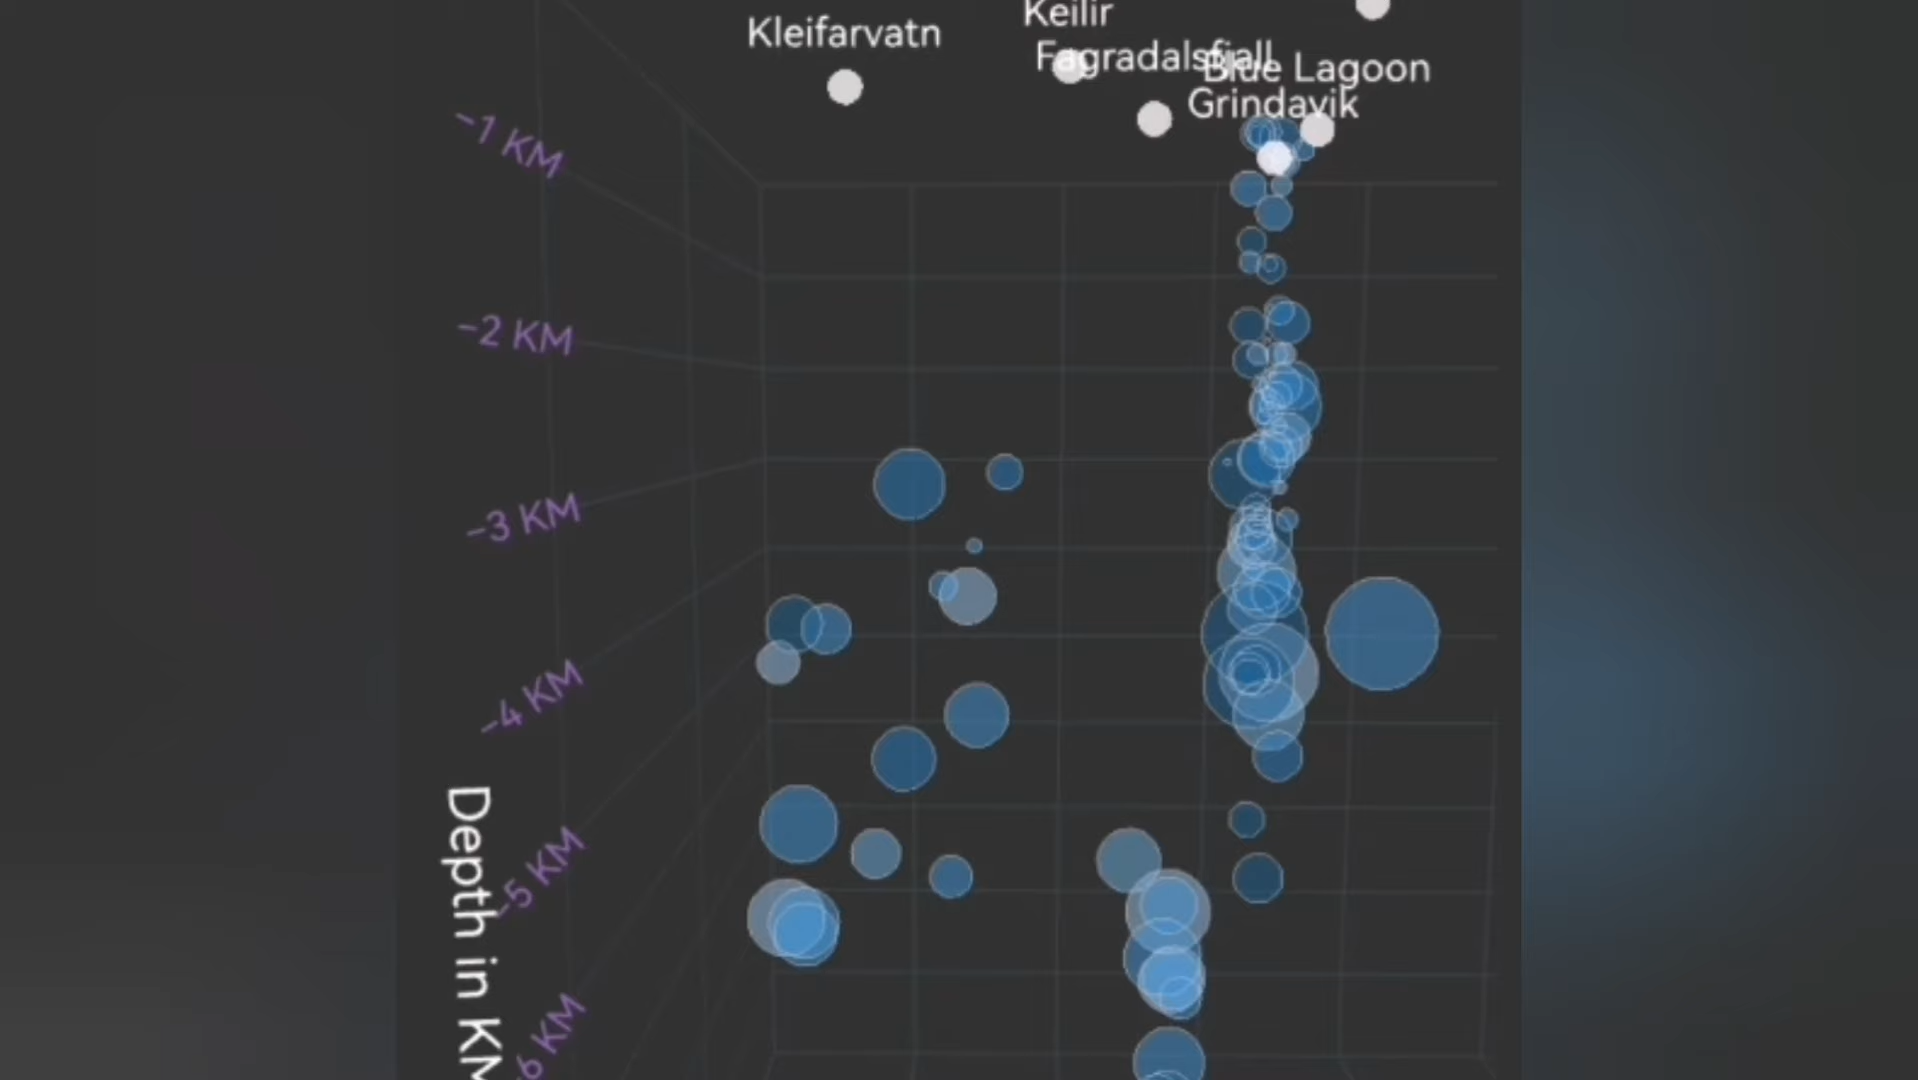 Kleifarvatn
Keilir
Fagradalsfjall
Blue Lagoon
Grindavik
-1 KM
-2 KM
-3 KM
-4 KM
-5 KM
-6 KM
Depth in KM